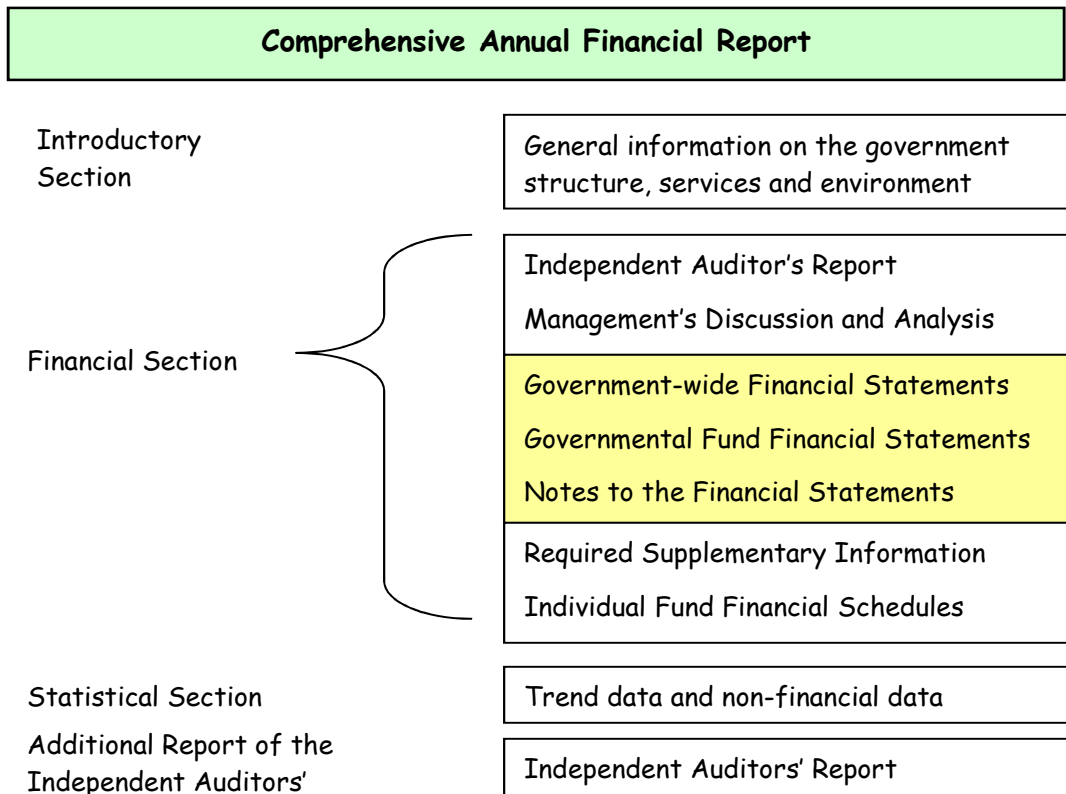 Comprehensive Annual Financial Report
Introductory
Section
General information on the government
structure, services and environment
Financial Section
Independent Auditor's Report
Management's Discussion and Analysis
Government-wide Financial Statements
Governmental Fund Financial Statements
Notes to the Financial Statements
Required Supplementary Information
Individual Fund Financial Schedules
Statistical Section
Trend data and non-financial data
Additional Report of the
Independent Auditors'
Independent Auditors' Report